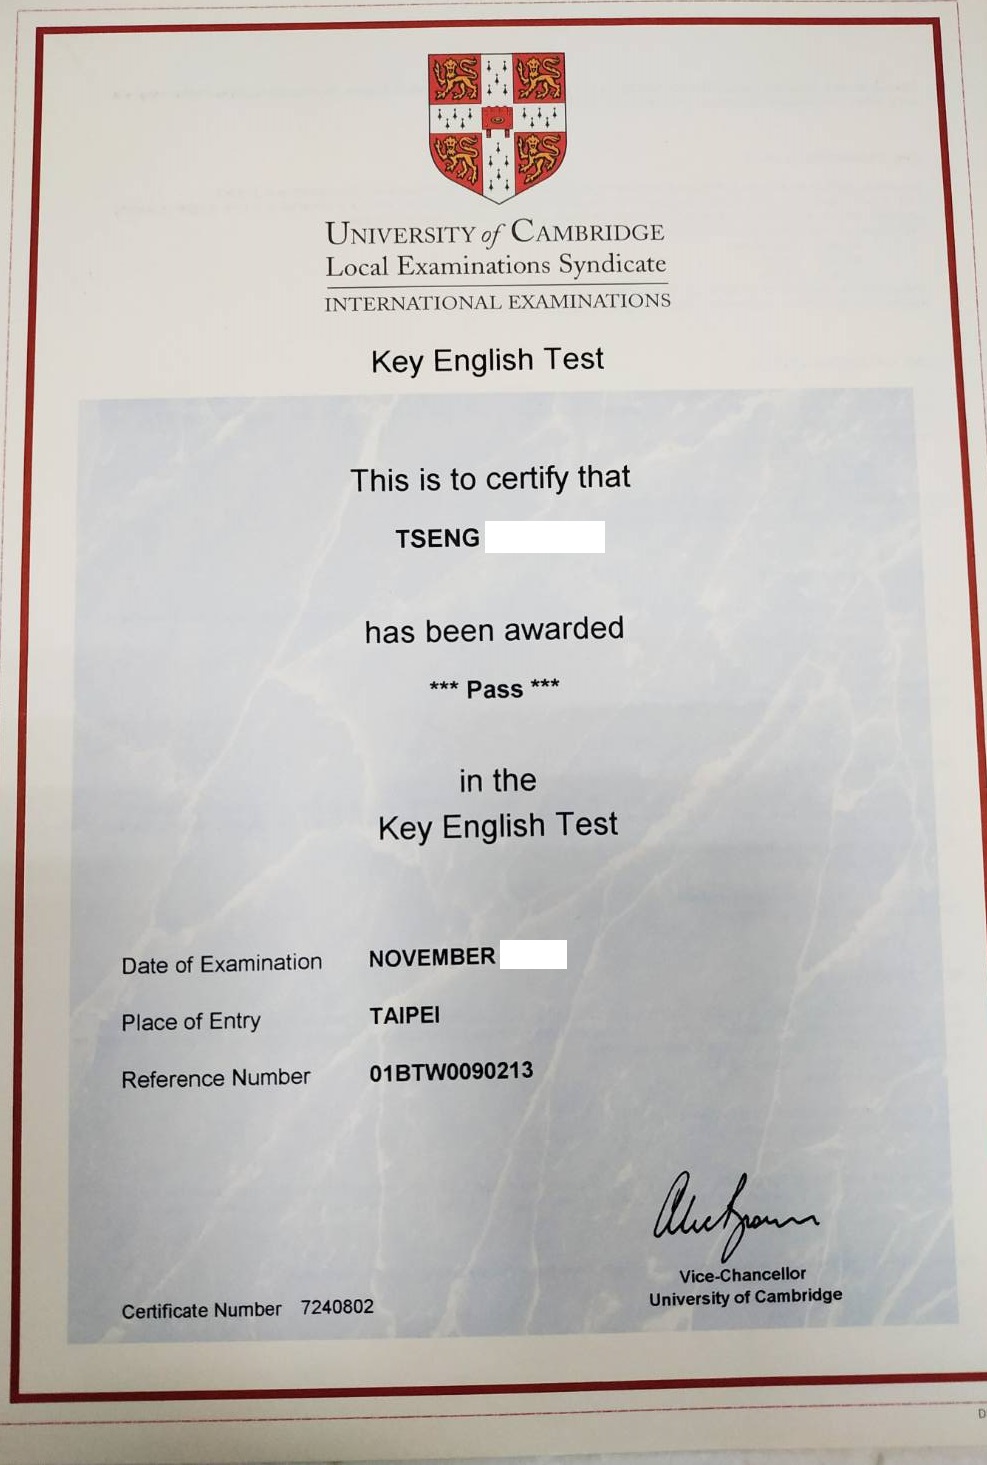 UNIVERSITY of CAMBRIDGE
Local Examinations Syndicate
INTERNATIONAL EXAMINATIONS
Key English Test
This is to certify that
TSENG
has been awarded
*** Pass ***
in the
Key English Test
Date of Examination NOVEMBER
Place of Entry TAIPEI
Reference Number 01BTW0090213
Vice-Chancellor
University of Cambridge
Certificate Number 7240802
D